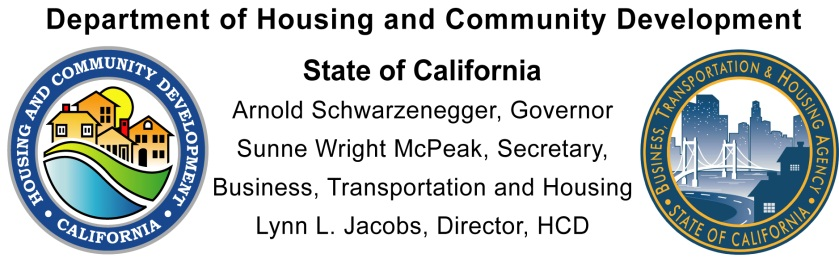 Department of Housing and Community Development
State of California
Arnold Schwarzenegger, Governor
Sunne Wright McPeak, Secretary,
Business, Transportation and Housing
Lynn L. Jacobs, Director, HCD
HOUSING AND COMMUNITY DEVELOPMENT
• CALIFORNIA •
BUSINESS, TRANSPORTATION & HOUSING AGENCY
• STATE OF CALIFORNIA •